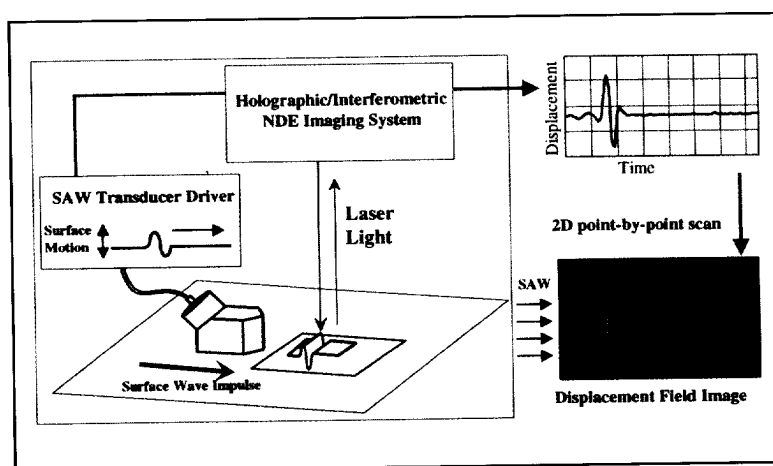 Holographic/Interferometric
NDE Imaging System
Displacement
Time
SAW Transducer Driver
Surface
Motion
Laser
Light
2D point-by-point scan
SAW
Surface Wave Impulse
Displacement Field Image